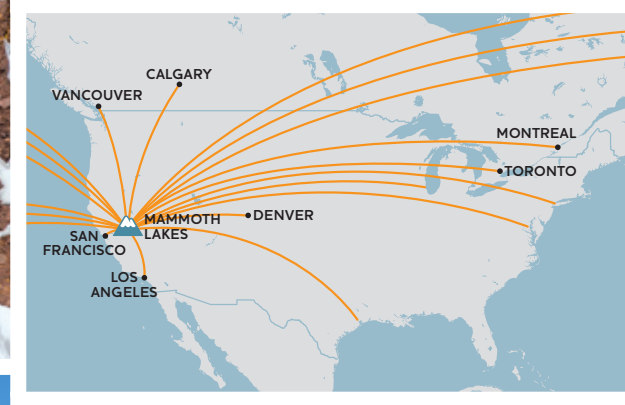 CALGARY
VANCOUVER
MONTREAL
TORONTO
MAMMOTH
LAKES
DENVER
SAN
FRANCISCO
LOS
ANGELES